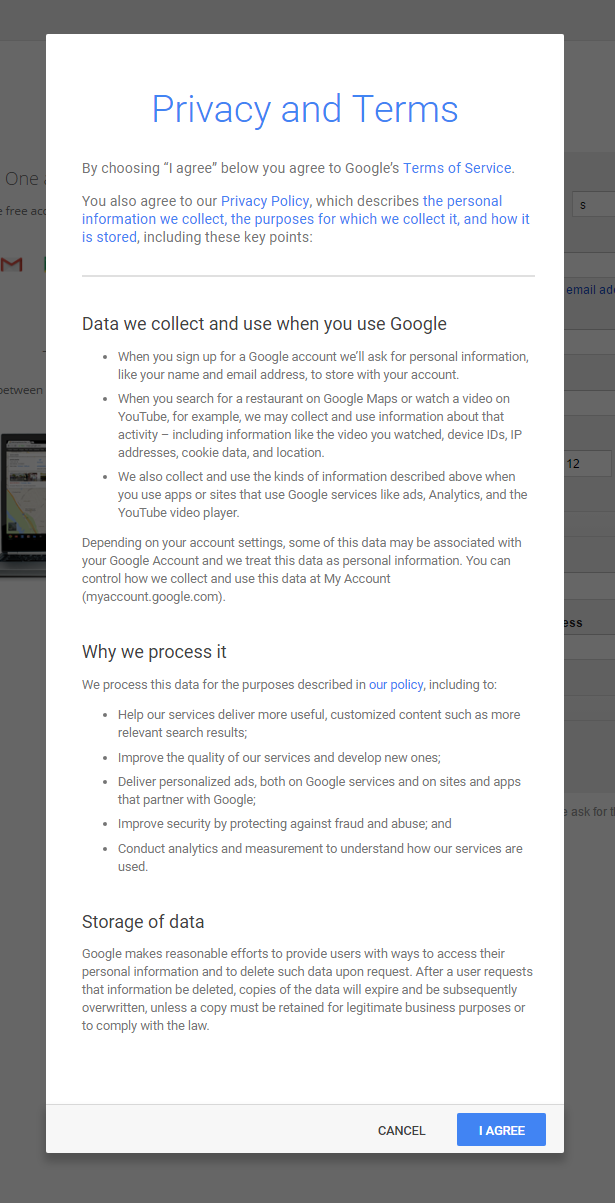 Privacy and Terms
By choosing “I agree” below you agree to Google’s Terms of Service.
You also agree to our Privacy Policy, which describes the personal
information we collect, the purposes for which we collect it, and how it
is stored, including these key points:
Data we collect and use when you use Google
• When you sign up for a Google account we’ll ask for personal information,
like your name and email address, to store with your account.
• When you search for a restaurant on Google Maps or watch a video on
YouTube, for example, we may collect and use information about that
activity – including information like the video you watched, device IDs, IP
addresses, cookie data, and location.
• We also collect and use the kinds of information described above when
you use apps or sites that use Google services like ads, Analytics, and the
YouTube video player.
Depending on your account settings, some of this data may be associated with
your Google Account and we treat this data as personal information. You can
control how we collect and use this data at My Account
(myaccount.google.com).
Why we process it
We process this data for the purposes described in our policy, including to:
• Help our services deliver more useful, customized content such as more
relevant search results;
• Improve the quality of our services and develop new ones;
• Deliver personalized ads, both on Google services and on sites and apps
that partner with Google;
• Improve security by protecting against fraud and abuse; and
• Conduct analytics and measurement to understand how our services are
used.
Storage of data
Google makes reasonable efforts to provide users with ways to access their
personal information and to delete such data upon request. After a user requests
that information be deleted, copies of the data will expire and be subsequently
overwritten, unless a copy must be retained for legitimate business purposes or
to comply with the law.
CANCEL
I AGREE
One
free
between
s
email
12
ask for